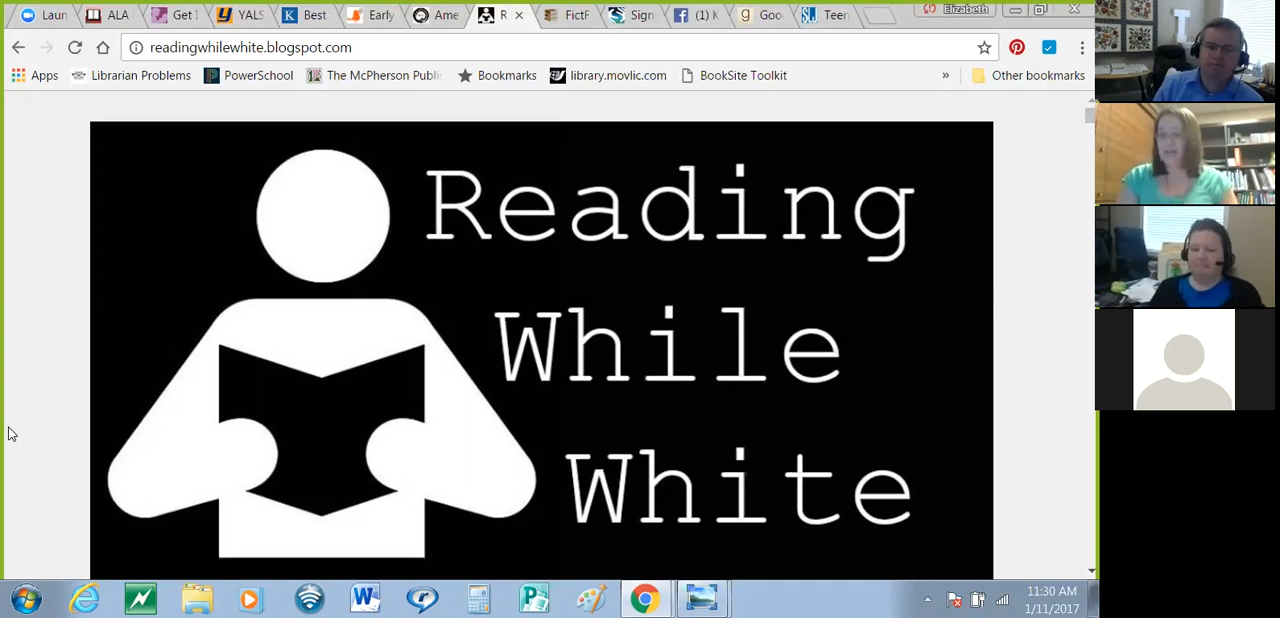 Laun
ALA
Get I
YALS
Best
Early
Ame
R
FictF
Sign
(1) K
Goo
Teen
Elizabeth
readingwhilewhite.blogspot.com
Apps
Librarian Problems
PowerSchool
The McPherson Publi
Bookmarks
library.movlic.com
BookSite Toolkit
»
Other bookmarks
Reading
While
White
11:30 AM
1/11/2017